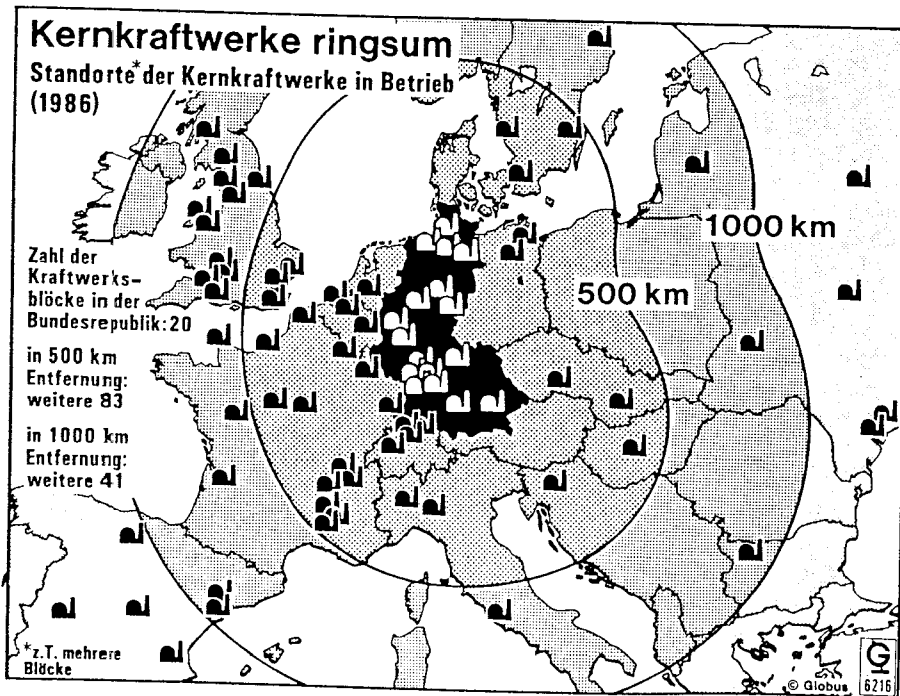 Kernkraftwerke ringsum
Standorte* der Kernkraftwerke in Betrieb
(1986)
1000 km
500 km
Zahl der
Kraftwerks-
blöcke in der
Bundesrepublik: 20
in 500 km
Entfernung:
weitere 83
in 1000 km
Entfernung:
weitere 41
*z.T. mehrere
Blöcke
© Globus
G
6216